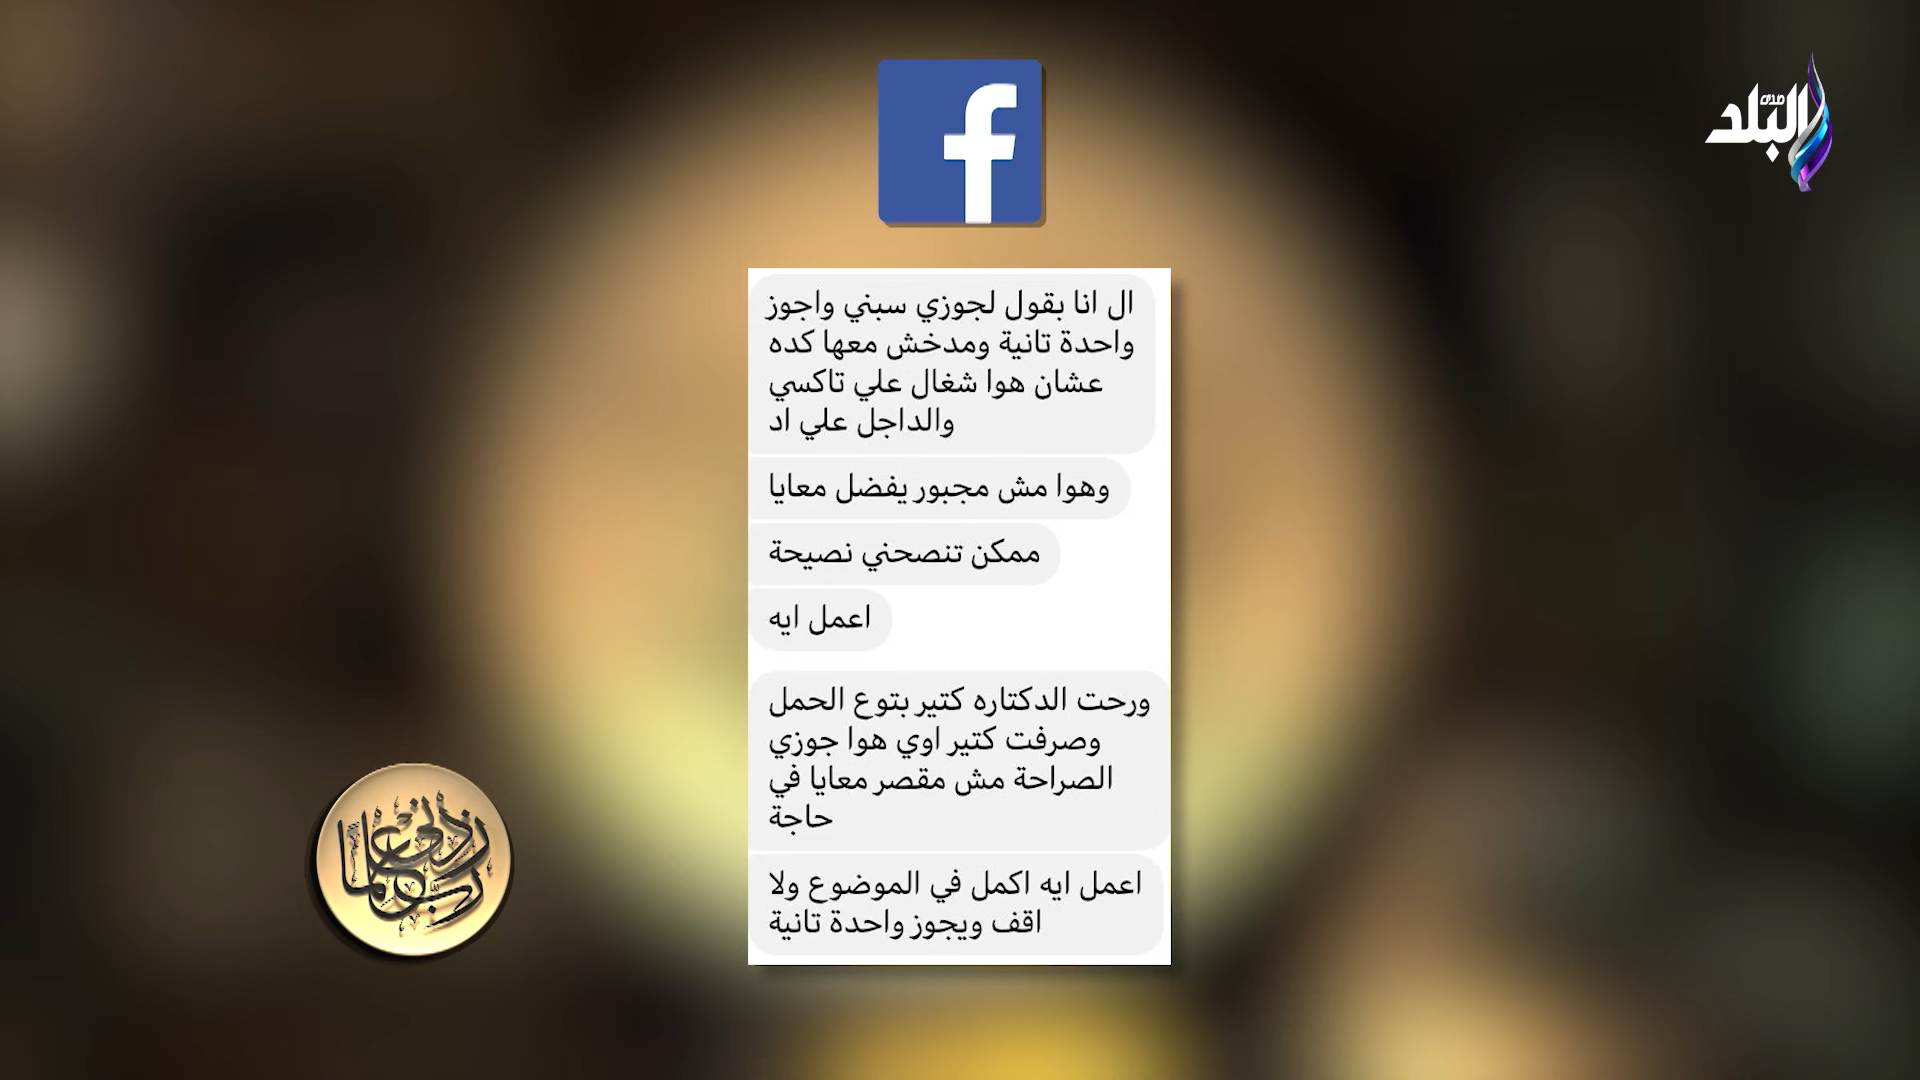 f
صدى
البلد
ال انا بقول لجوزي سبني واجوز
واحدة تانية ومدخش معها كده
عشان هوا شغال علي تاكسي
والداجل علي اد
وهوا مش مجبور يفضل معايا
ممكن تنصحني نصيحة
اعمل ايه
ورحت الدكتاره كتير بتوع الحمل
وصرفت كتير اوي هوا جوزي
الصراحة مش مقصر معايا في
حاجة
اعمل ايه اكمل في الموضوع ولا
اقف ويجوز واحدة تانية
رب زدني علما